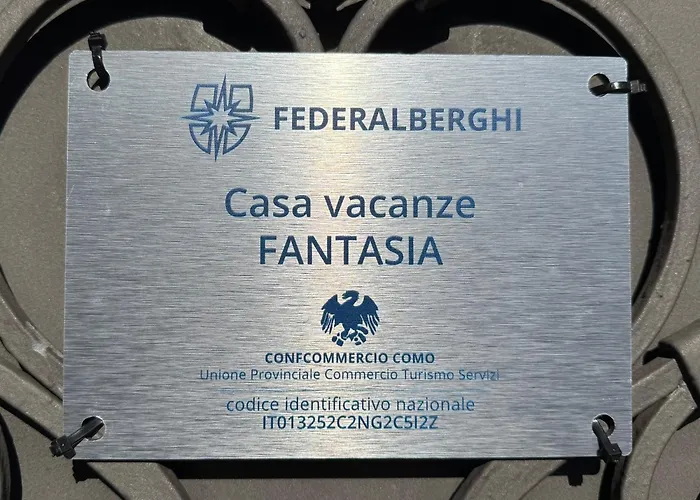 FEDERALBERGHI
Casa vacanze
FANTASIA
CONFCOMMERCIO COMO
Unione Provinciale Commercio Turismo Servizi
codice identificativo nazionale
IT013252C2NG2C5I2Z